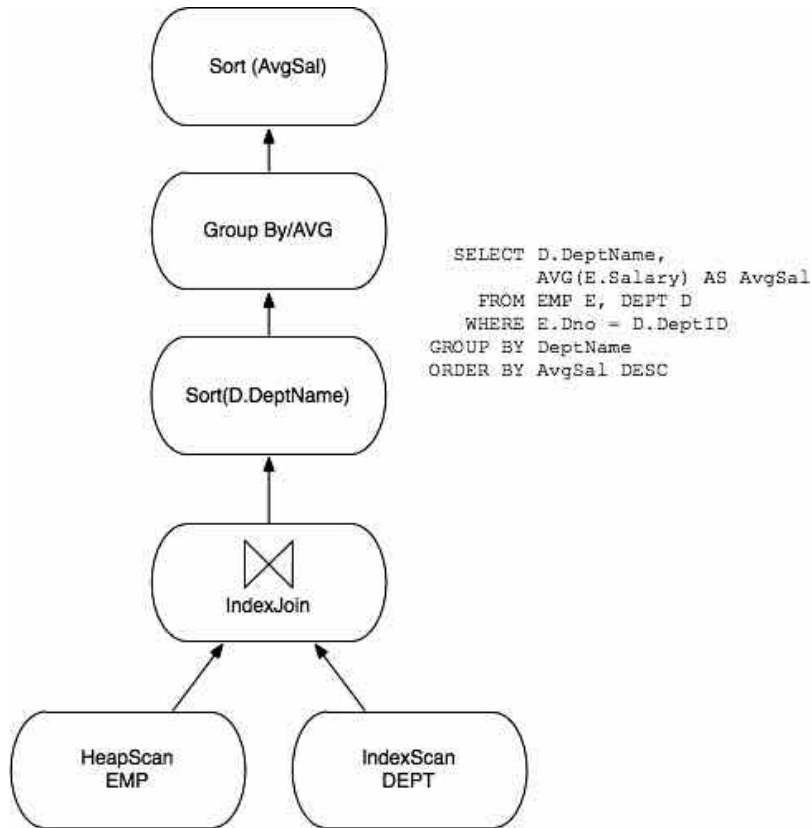 Sort (AvgSal)
Group By/AVG
SELECT D.DeptName,
AVG(E.Salary) AS AvgSal
FROM EMP E, DEPT D
WHERE E.Dno = D.DeptID
GROUP BY DeptName
ORDER BY AvgSal DESC
Sort(D.DeptName)
IndexJoin
HeapScan
EMP
IndexScan
DEPT